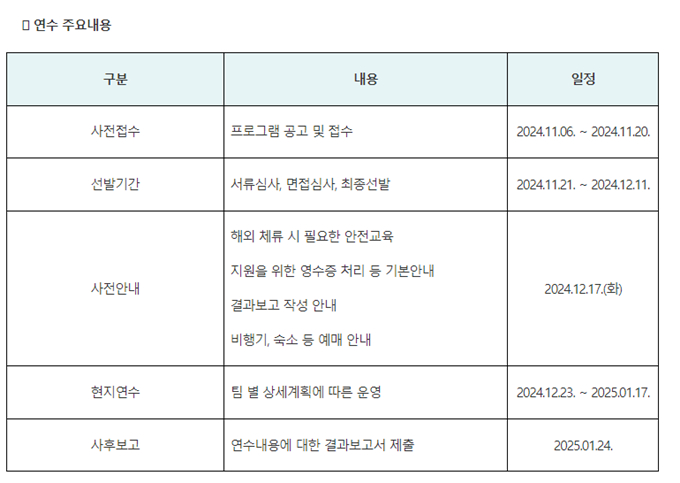 ▯ 연수 주요내용
구분 내용 일정
사전접수 프로그램 공고 및 접수 2024.11.06. ~ 2024.11.20.
선발기간 서류심사, 면접심사, 최종선발 2024.11.21. ~ 2024.12.11.
해외 체류 시 필요한 안전교육
지원을 위한 영수증 처리 등 기본안내
사전안내 2024.12.17.(화)
결과보고 작성 안내
비행기, 숙소 등 예매 안내
현지연수 팀 별 상세계획에 따른 운영 2024.12.23. ~ 2025.01.17.
사후보고 연수내용에 대한 결과보고서 제출 2025.01.24.